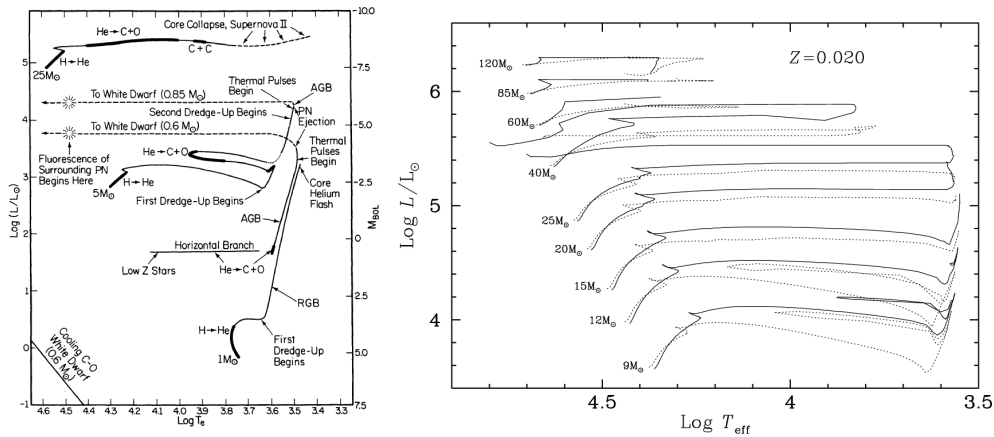 10.0
Core Collapse, Supernova II
He→C+O
C + C
H→He
25M⊙
5
-7.5
Thermal Pulses
Begin
AGB
To White Dwarf (0.85 M⊙)
Second Dredge-Up Begins
PN
Ejection
4
-5.0
To White Dwarf (0.6 M⊙)
Thermal
Pulses
Begin
He→C+O
Fluorescence of
Surrounding PN
Begins Here
H→He
5M⊙
3
-2.5
Core
Helium
Flash
First Dredge-Up Begins
AGB
Log (L/L⊙)
MBOL
2
Horizontal Branch
-0
Low Z Stars
He→C+O
1
2.5
RGB
H→He
1M⊙
0
5.0
First
Dredge-Up
Begins
Cooling C-O
White Dwarf
(0.6 M⊙)
-1
7.5
4.6 4.5 4.4 4.3 4.2 4.1 4.0 3.9 3.8 3.7 3.6 3.5 3.4 3.3
Log Te
Z=0.020
120M⊙
85M⊙
60M⊙
40M⊙
25M⊙
20M⊙
15M⊙
12M⊙
9M⊙
6
5
4
Log L/L⊙
4.5 4 3.5
Log Teff